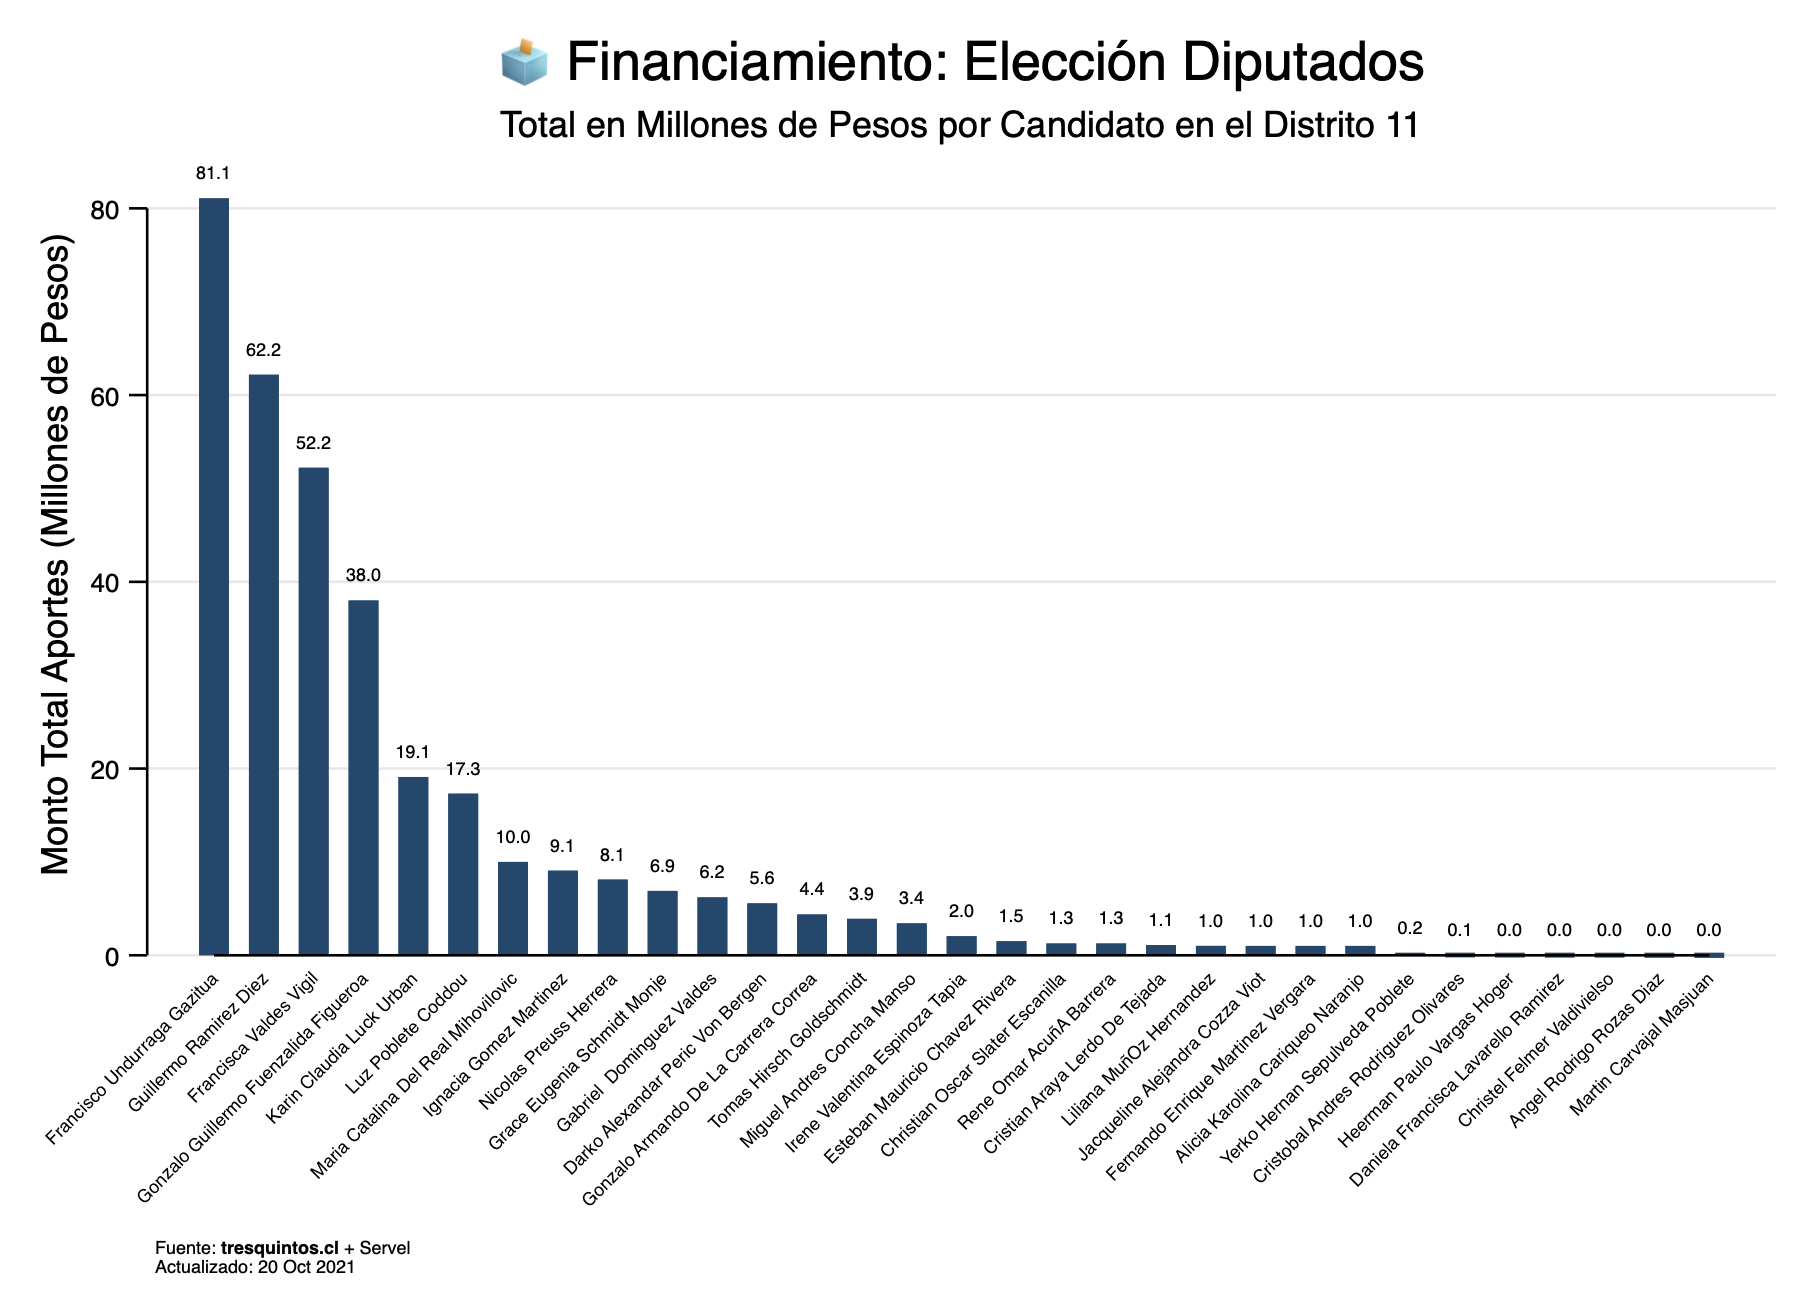 Financiamiento: Elección Diputados
Total en Millones de Pesos por Candidato en el Distrito 11
Monto Total Aportes (Millones de Pesos)
80
60
40
20
0
81.1
62.2
52.2
38.0
19.1
17.3
10.0
9.1
8.1
6.9
6.2
5.6
4.4
3.9
3.4
2.0
1.5
1.3
1.3
1.1
1.0
1.0
1.0
1.0
0.2
0.1
0.0
0.0
0.0
0.0
0.0
Francisco Undurraga Gazitua
Guillermo Ramirez Diez
Francisca Valdes Vigil
Gonzalo Guillermo Fuenzalida Figueroa
Karin Claudia Luck Urban
Luz Poblete Coddou
Maria Catalina Del Real Mihovilovic
Ignacia Gomez Martinez
Nicolas Preuss Herrera
Grace Eugenia Schmidt Monje
Gabriel Dominguez Valdes
Darko Alexandar Peric Von Bergen
Gonzalo Armando De La Carrera Correa
Tomas Hirsch Goldschmidt
Miguel Andres Concha Manso
Irene Valentina Espinoza Tapia
Esteban Mauricio Chavez Rivera
Christian Oscar Slater Escanilla
Rene Omar AcuñA Barrera
Cristian Araya Lerdo De Tejada
Liliana MuñOz Hernandez
Jacqueline Alejandra Cozza Viot
Fernando Enrique Martinez Vergara
Alicia Karolina Cariqueo Naranjo
Yerko Hernan Sepulveda Poblete
Cristobal Andres Rodriguez Olivares
Heerman Paulo Vargas Hoger
Daniela Francisca Lavarello Ramirez
Christel Felmer Valdivielso
Angel Rodrigo Rozas Diaz
Martin Carvajal Masjuan
Fuente: tresquintos.cl + Servel
Actualizado: 20 Oct 2021